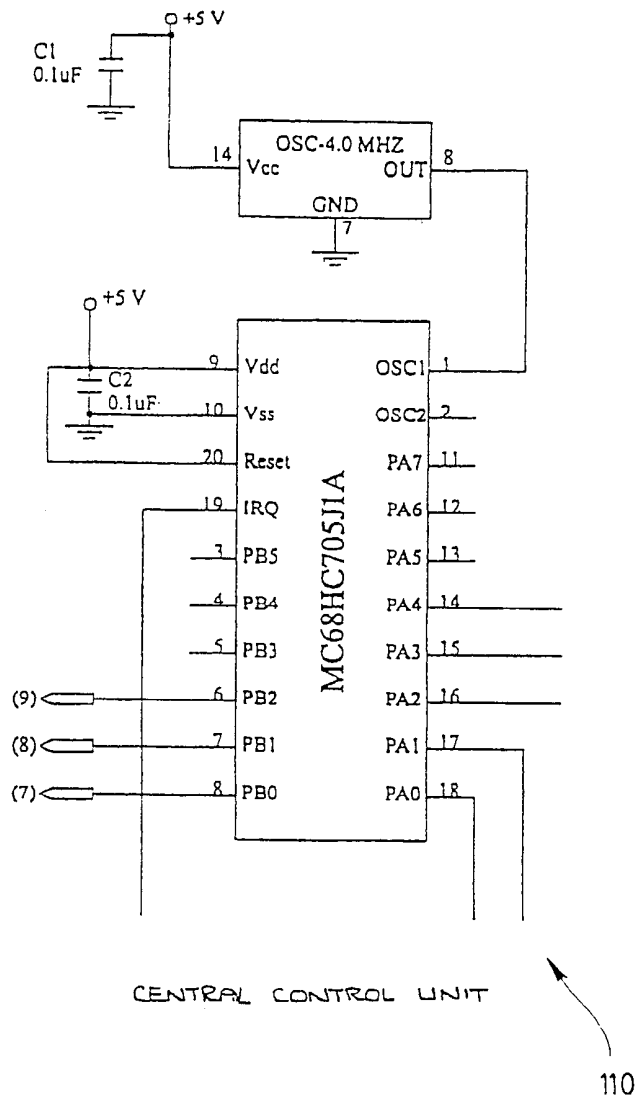 +5 V
C1
0.1uF
OSC-4.0 MHZ
14
Vcc
OUT
8
GND
7
+5 V
9
Vdd
OSC1
1
C2
0.1uF
10
Vss
OSC2
2
20
Reset
PA7
11
19
IRQ
PA6
12
3
PB5
PA5
13
4
PB4
PA4
14
5
PB3
PA3
15
(9)
6
PB2
PA2
16
(8)
7
PB1
PA1
17
(7)
8
PB0
PA0
18
MC68HC705J1A
CENTRAL CONTROL UNIT
110